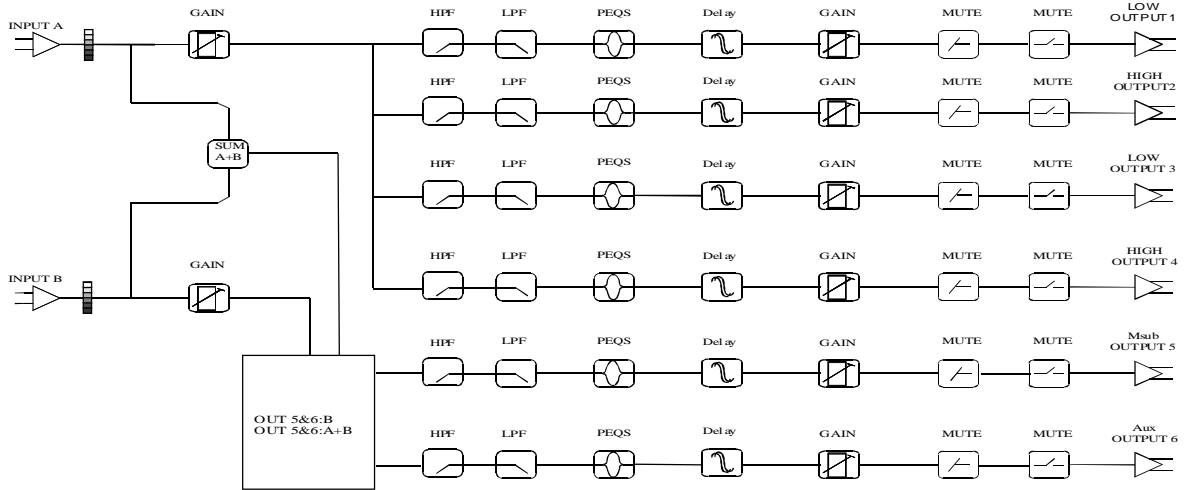 INPUT A
GAIN
HPF LPF PEQS Delay GAIN MUTE MUTE
LOW
OUTPUT 1
HPF LPF PEQS Delay GAIN MUTE MUTE
HIGH
OUTPUT2
SUM
A+B
HPF LPF PEQS Delay GAIN MUTE MUTE
LOW
OUTPUT 3
INPUT B
GAIN
HPF LPF PEQS Delay GAIN MUTE MUTE
HIGH
OUTPUT 4
HPF LPF PEQS Delay GAIN MUTE MUTE
Msub
OUTPUT 5
OUT 5&6:B
OUT 5&6:A+B
HPF LPF PEQS Delay GAIN MUTE MUTE
Aux
OUTPUT 6